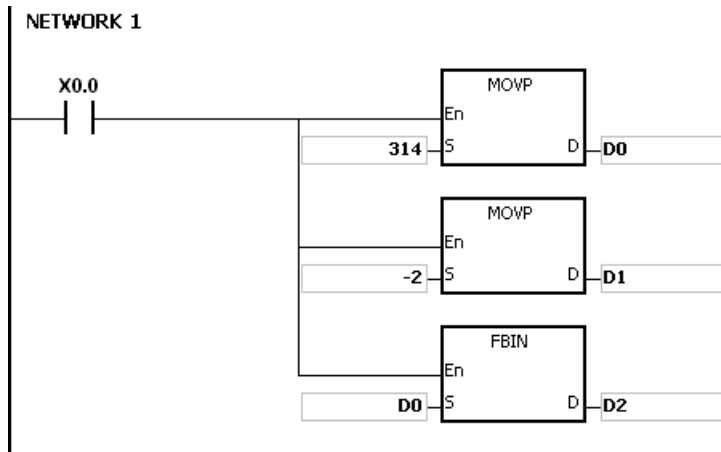 NETWORK 1
X0.0
MOVP
En
314 S D D0
MOVP
En
-2 S D D1
FBIN
En
D0 S D D2